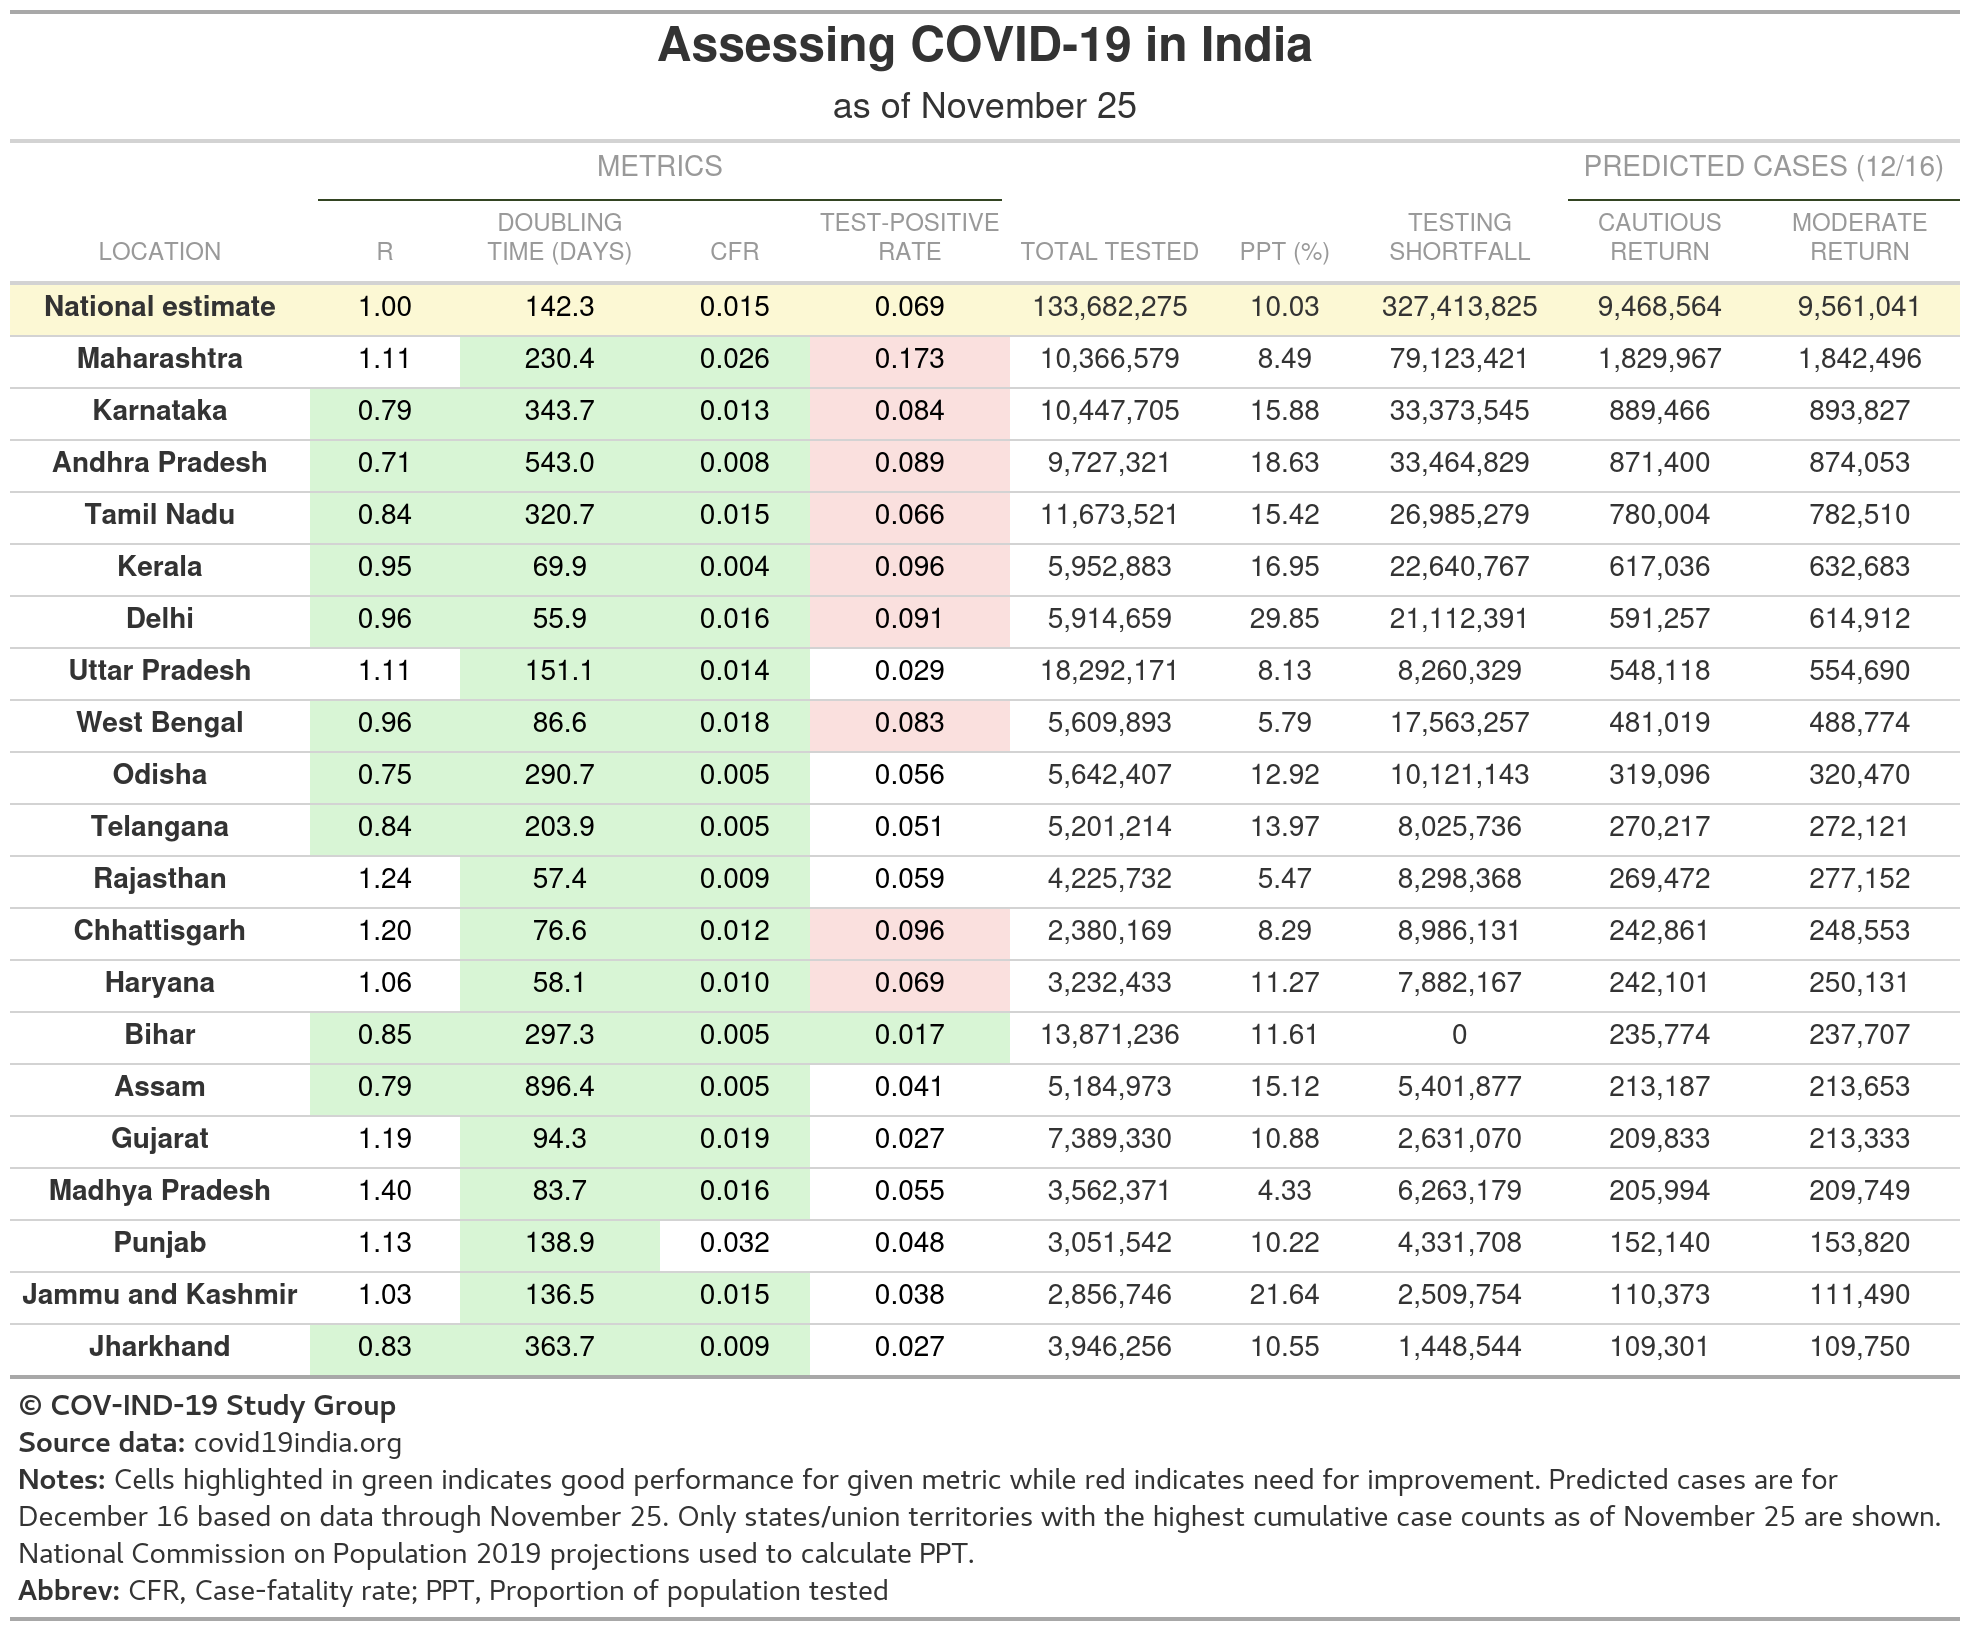 Assessing COVID-19 in India
as of November 25
METRICS PREDICTED CASES (12/16)
LOCATION R DOUBLING TIME (DAYS) CFR TEST-POSITIVE RATE TOTAL TESTED PPT (%) TESTING SHORTFALL CAUTIOUS RETURN MODERATE RETURN
National estimate 1.00 142.3 0.015 0.069 133,682,275 10.03 327,413,825 9,468,564 9,561,041
Maharashtra 1.11 230.4 0.026 0.173 10,366,579 8.49 79,123,421 1,829,967 1,842,496
Karnataka 0.79 343.7 0.013 0.084 10,447,705 15.88 33,373,545 889,466 893,827
Andhra Pradesh 0.71 543.0 0.008 0.089 9,727,321 18.63 33,464,829 871,400 874,053
Tamil Nadu 0.84 320.7 0.015 0.066 11,673,521 15.42 26,985,279 780,004 782,510
Kerala 0.95 69.9 0.004 0.096 5,952,883 16.95 22,640,767 617,036 632,683
Delhi 0.96 55.9 0.016 0.091 5,914,659 29.85 21,112,391 591,257 614,912
Uttar Pradesh 1.11 151.1 0.014 0.029 18,292,171 8.13 8,260,329 548,118 554,690
West Bengal 0.96 86.6 0.018 0.083 5,609,893 5.79 17,563,257 481,019 488,774
Odisha 0.75 290.7 0.005 0.056 5,642,407 12.92 10,121,143 319,096 320,470
Telangana 0.84 203.9 0.005 0.051 5,201,214 13.97 8,025,736 270,217 272,121
Rajasthan 1.24 57.4 0.009 0.059 4,225,732 5.47 8,298,368 269,472 277,152
Chhattisgarh 1.20 76.6 0.012 0.096 2,380,169 8.29 8,986,131 242,861 248,553
Haryana 1.06 58.1 0.010 0.069 3,232,433 11.27 7,882,167 242,101 250,131
Bihar 0.85 297.3 0.005 0.017 13,871,236 11.61 0 235,774 237,707
Assam 0.79 896.4 0.005 0.041 5,184,973 15.12 5,401,877 213,187 213,653
Gujarat 1.19 94.3 0.019 0.027 7,389,330 10.88 2,631,070 209,833 213,333
Madhya Pradesh 1.40 83.7 0.016 0.055 3,562,371 4.33 6,263,179 205,994 209,749
Punjab 1.13 138.9 0.032 0.048 3,051,542 10.22 4,331,708 152,140 153,820
Jammu and Kashmir 1.03 136.5 0.015 0.038 2,856,746 21.64 2,509,754 110,373 111,490
Jharkhand 0.83 363.7 0.009 0.027 3,946,256 10.55 1,448,544 109,301 109,750
© COV-IND-19 Study Group
Source data: covid19india.org
Notes: Cells highlighted in green indicates good performance for given metric while red indicates need for improvement. Predicted cases are for
December 16 based on data through November 25. Only states/union territories with the highest cumulative case counts as of November 25 are shown.
National Commission on Population 2019 projections used to calculate PPT.
Abbrev: CFR, Case-fatality rate; PPT, Proportion of population tested